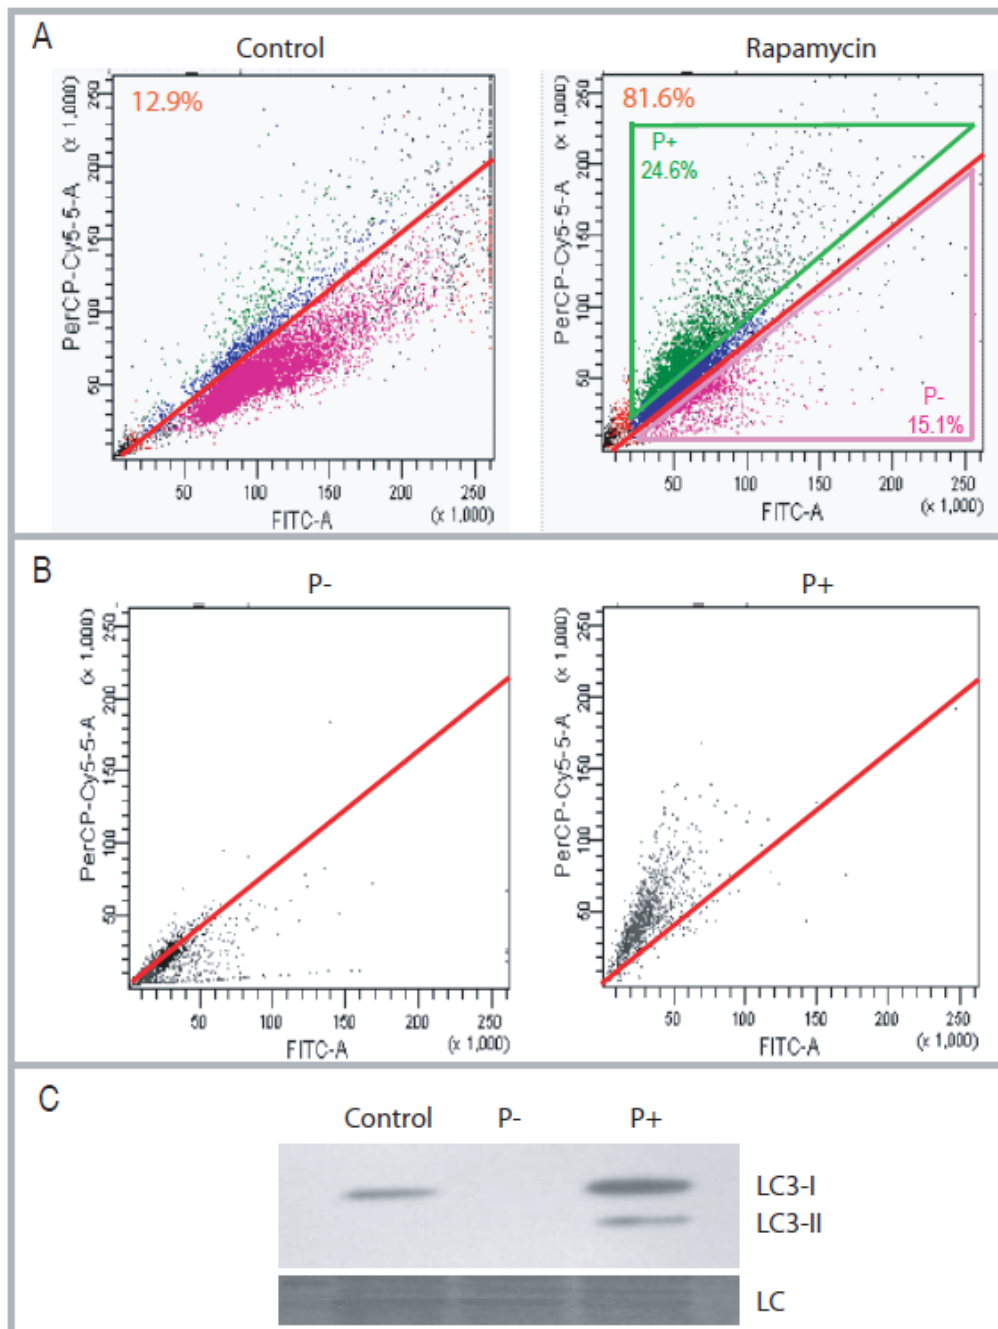 A
Control
Rapamycin
12.9%
81.6%
P+
24.6%
P-
15.1%
PerCP-Cy5-5-A (x 1,000)
50 100 150 200 250
50 100 150 200 250
FITC-A (x 1,000)
PerCP-Cy5-5-A (x 1,000)
50 100 150 200 250
50 100 150 200 250
FITC-A (x 1,000)
B
P-
P+
PerCP-Cy5-5-A (x 1,000)
50 100 150 200 250
50 100 150 200 250
FITC-A (x 1,000)
PerCP-Cy5-5-A (x 1,000)
50 100 150 200 250
50 100 150 200 250
FITC-A (x 1,000)
C
Control P- P+
LC3-I
LC3-II
LC